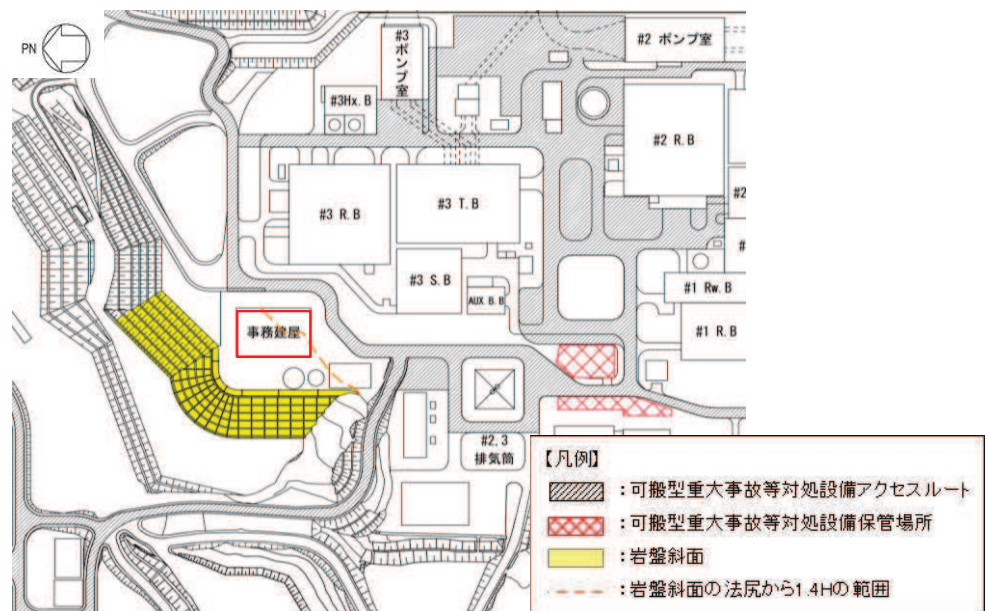 PN
#3 ポンプ室
#2 ポンプ室
#3Hx.B
#2 R.B
#3 R.B
#3 T.B
#2
#3 S.B
AUX B.B
#1 Rw.B
事務建屋
#1 R.B
#2,3
排気筒
【凡例】
：可搬型重大事故等対処設備アクセスルート
：可搬型重大事故等対処設備保管場所
：岩盤斜面
：岩盤斜面の法尻から1.4Hの範囲